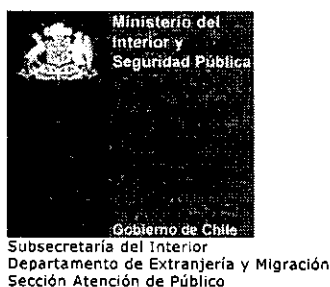 Ministerio del
Interior y
Seguridad Pública
Gobierno de Chile
Subsecretaría del Interior
Departamento de Extranjería y Migración
Sección Atención de Público